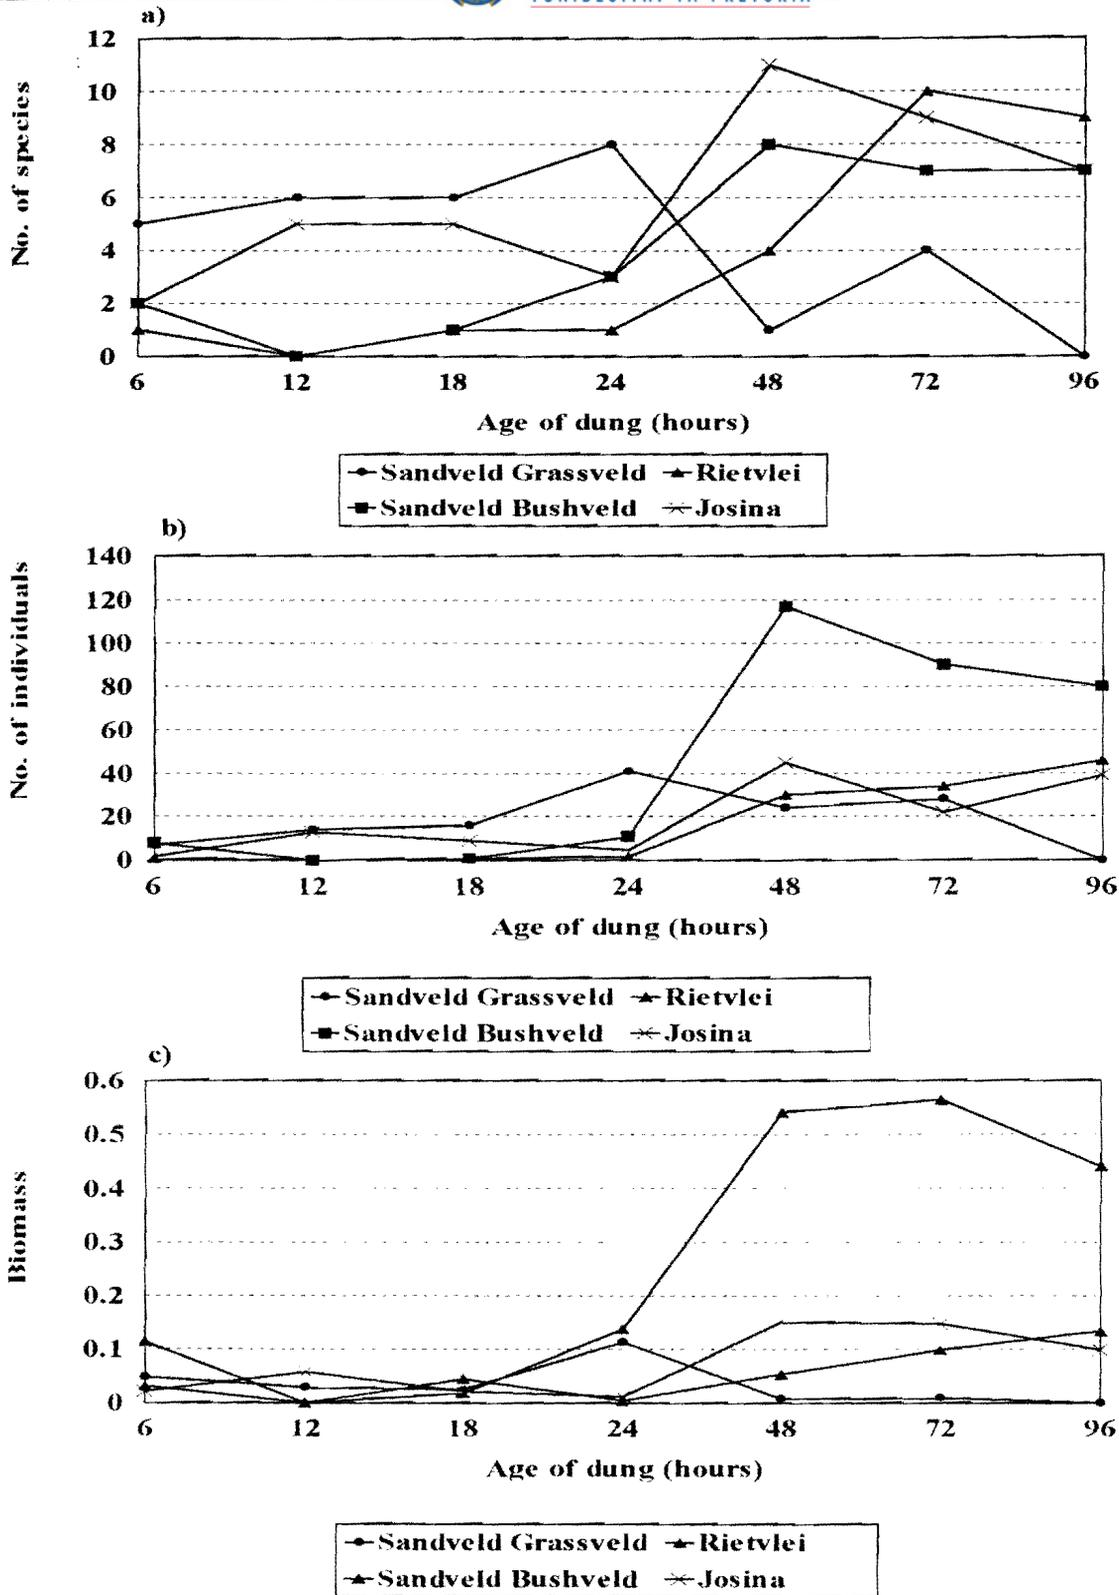 a)
12
10
8
6
4
2
0
No. of species
6 12 18 24 48 72 96
Age of dung (hours)
Sandveld Grassveld Rietvlei
Sandveld Bushveld Josina
b)
140
120
100
80
60
40
20
0
No. of individuals
6 12 18 24 48 72 96
Age of dung (hours)
Sandveld Grassveld Rietvlei
Sandveld Bushveld Josina
c)
0.6
0.5
0.4
0.3
0.2
0.1
0
Biomass
6 12 18 24 48 72 96
Age of dung (hours)
Sandveld Grassveld Rietvlei
Sandveld Bushveld Josina